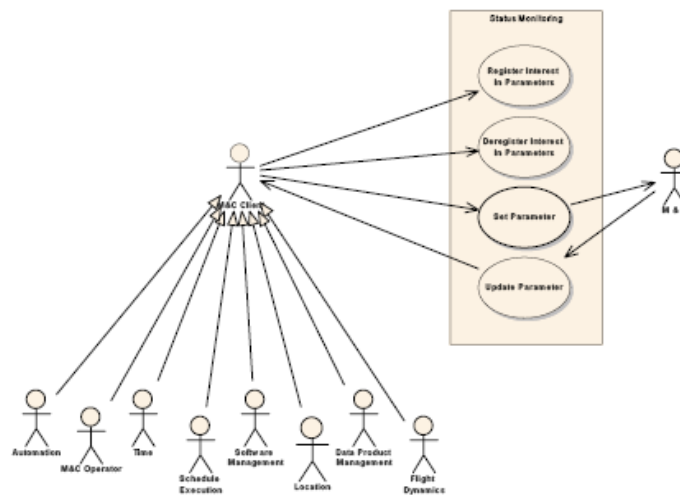 Status Monitoring
Register Interest
In Parameters
Deregister Interest
In Parameters
M&C Client
Set Parameter
M &
Update Parameter
Automation
M&C Operator
Time
Schedule
Execution
Software
Management
Location
Data Product
Management
Flight
Dynamics